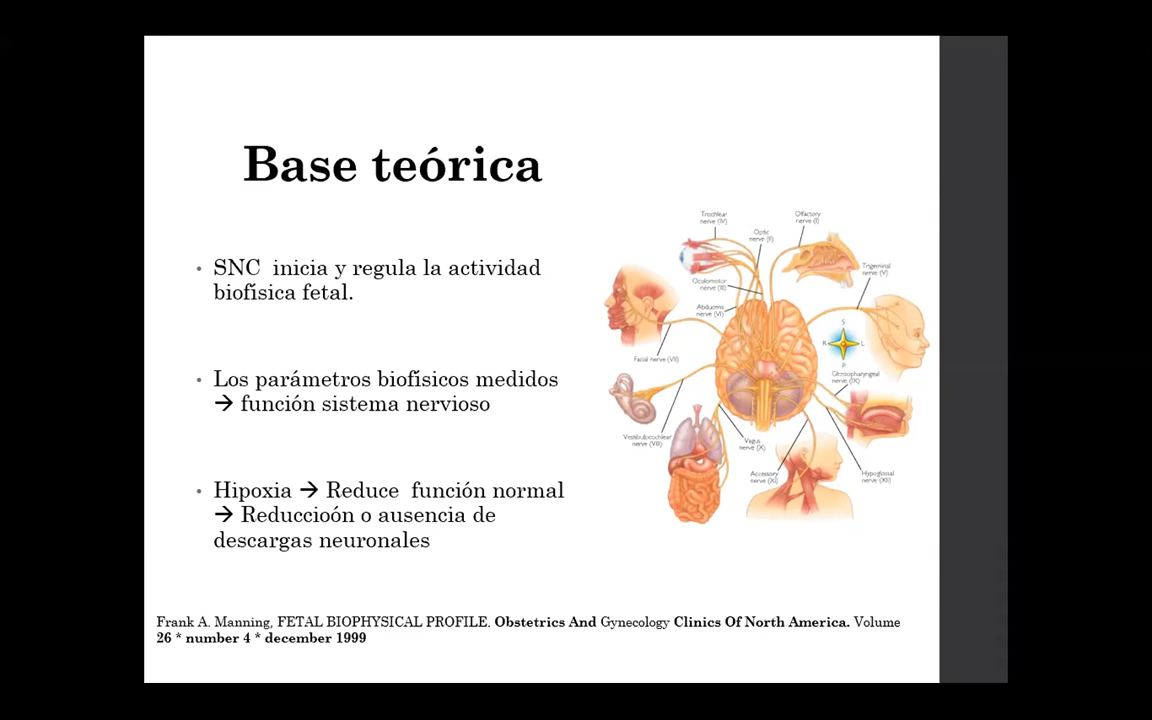 Base teórica
• SNC  inicia y regula la actividad
biofísica fetal.
• Los parámetros biofísicos medidos
→ función sistema nervioso
• Hipoxia → Reduce  función normal
→ Reduccioón o ausencia de
descargas neuronales
Trochlear
nerve (IV)
Olfactory
nerve (I)
Optic
nerve (II)
Trigeminal
nerve (V)
Oculomotor
nerve (III)
Abducens
nerve (VI)
S
R
L
P
Facial nerve (VII)
Glossopharyngeal
nerve (IX)
Vestibulocochlear
nerve (VIII)
Vagus
nerve (X)
Accessory
nerve (XI)
Hypoglossal
nerve (XII)
Frank A. Manning, FETAL BIOPHYSICAL PROFILE. Obstetrics And Gynecology Clinics Of North America. Volume
26 * number 4 * december 1999